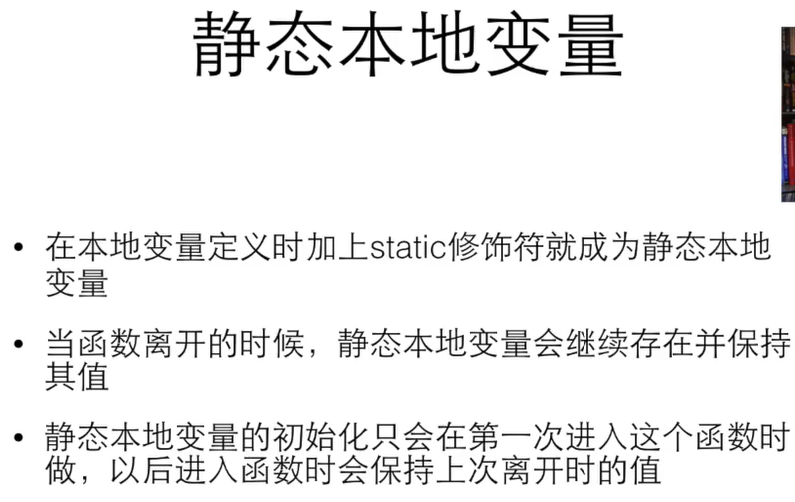 静态本地变量
• 在本地变量定义时加上static修饰符就成为静态本地
变量
• 当函数离开的时候，静态本地变量会继续存在并保持
其值
• 静态本地变量的初始化只会在第一次进入这个函数时
做，以后进入函数时会保持上次离开时的值